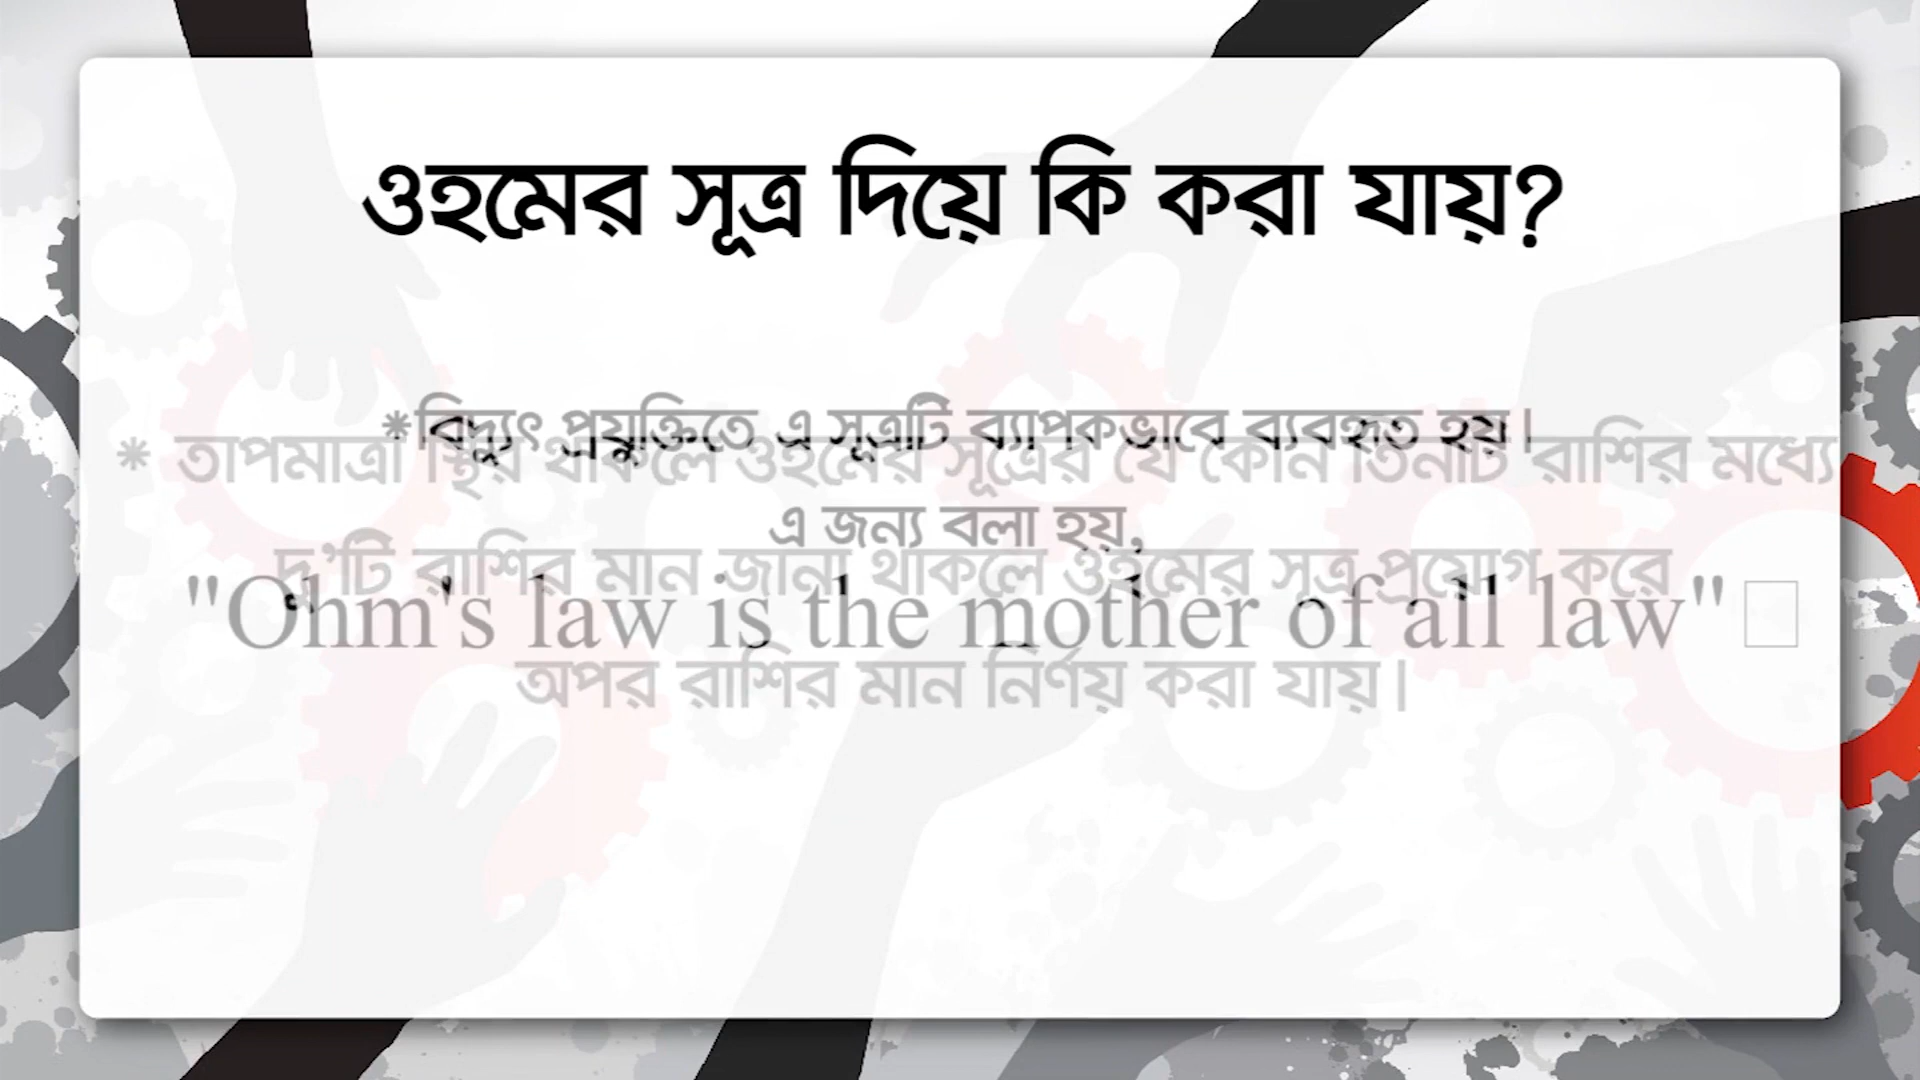 ওহমের সূত্র দিয়ে কি করা যায়?
*বিদ্যুৎ প্রযুক্তিতে এ সূত্রটি ব্যাপকভাবে ব্যবহৃত হয়।
* তাপমাত্রা স্থির থাকলে ওহমের সূত্রের যে কোন তিনটি রাশির মধ্যে
এ জন্য বলা হয়,
দু'টি রাশির মান জানা থাকলে ওহমের সূত্র প্রয়োগ করে
"Ohm's law is the mother of all law"
অপর রাশির মান নির্ণয় করা যায়।